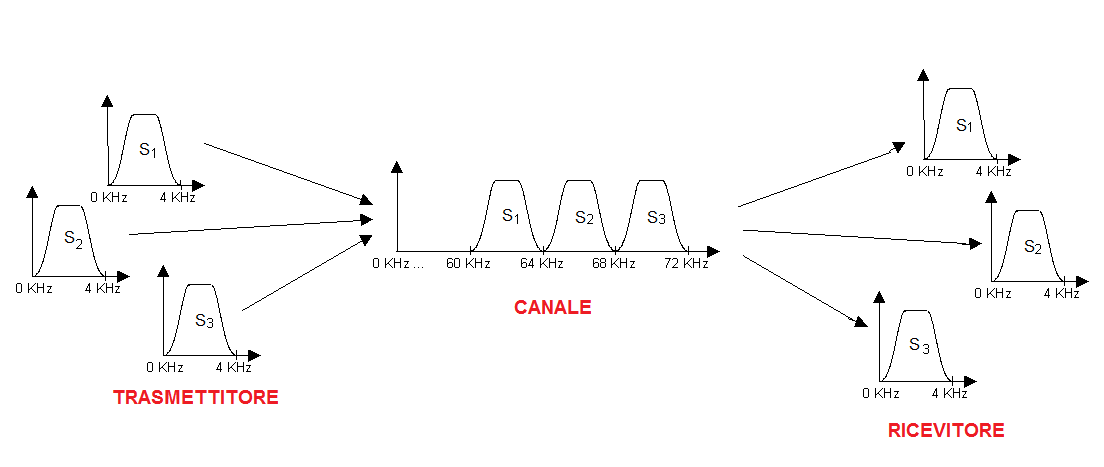 S1
0 KHz 4 KHz
S2
0 KHz 4 KHz
S3
0 KHz 4 KHz
TRASMETTITORE
S1 S2 S3
0 KHz ... 60 KHz 64 KHz 68 KHz 72 KHz
CANALE
S1
0 KHz 4 KHz
S2
0 KHz 4 KHz
S3
0 KHz 4 KHz
RICEVITORE